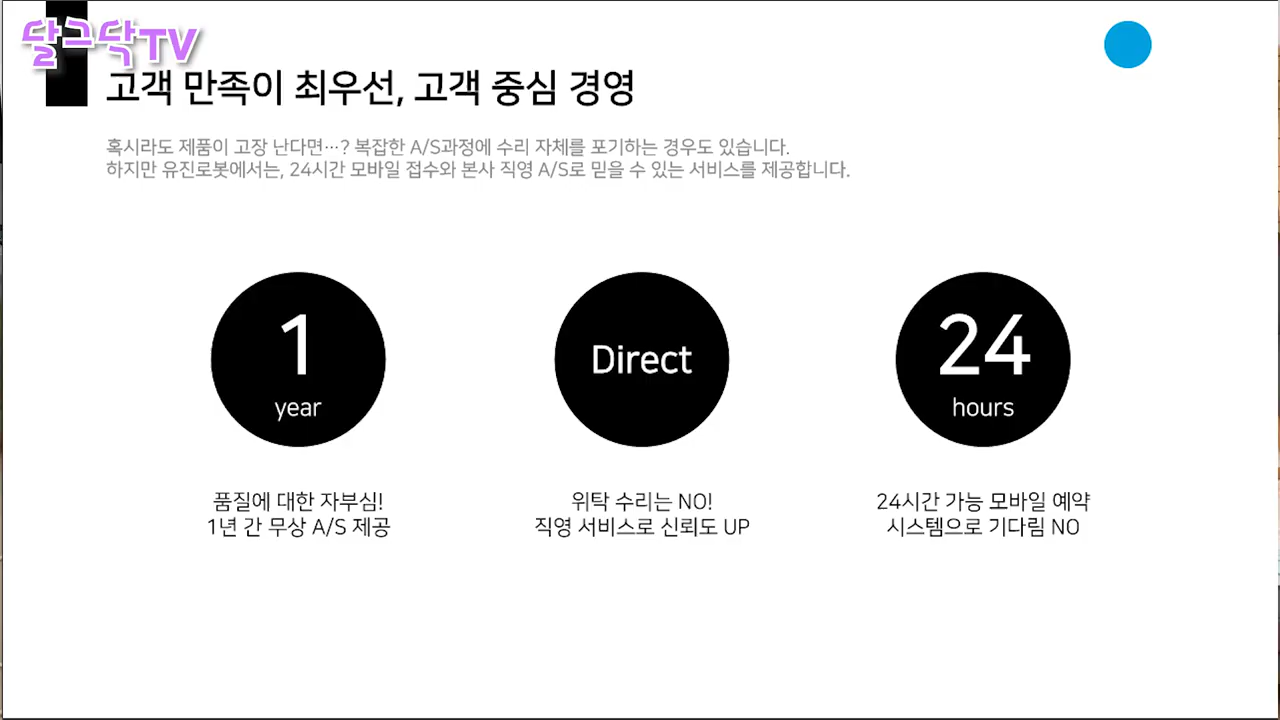 달그닥TV
고객 만족이 최우선, 고객 중심 경영
혹시라도 제품이 고장 난다면…? 복잡한 A/S과정에 수리 자체를 포기하는 경우도 있습니다.
하지만 유진로봇에서는, 24시간 모바일 접수와 본사 직영 A/S로 믿을 수 있는 서비스를 제공합니다.
1
year
품질에 대한 자부심!
1년 간 무상 A/S 제공
Direct
위탁 수리는 NO!
직영 서비스로 신뢰도 UP
24
hours
24시간 가능 모바일 예약
시스템으로 기다림 NO